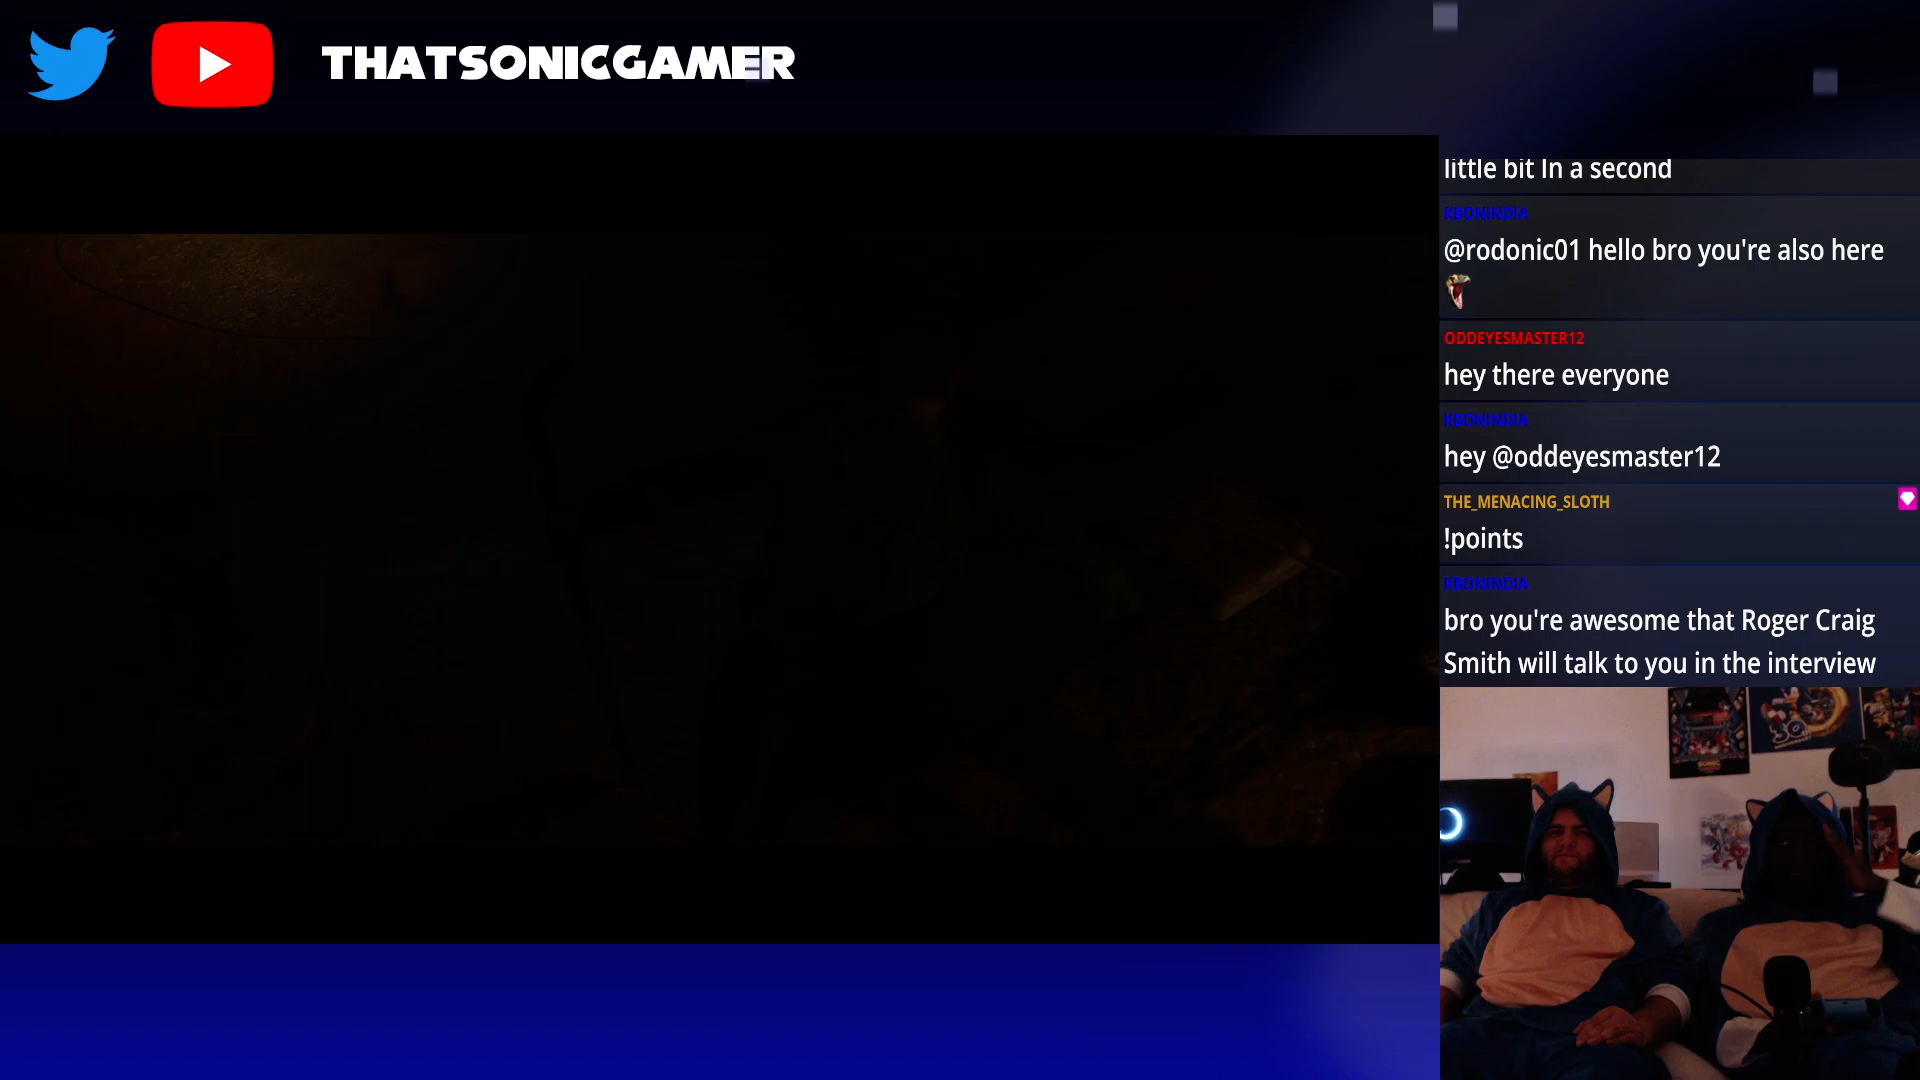 THATSONICGAMER
little bit In a second
KBONINDIA
@rodonic01 hello bro you're also here
ODDEYESMASTER12
hey there everyone
KBONINDIA
hey @oddeyesmaster12
THE_MENACING_SLOTH
!points
KBONINDIA
bro you're awesome that Roger Craig
Smith will talk to you in the interview
30